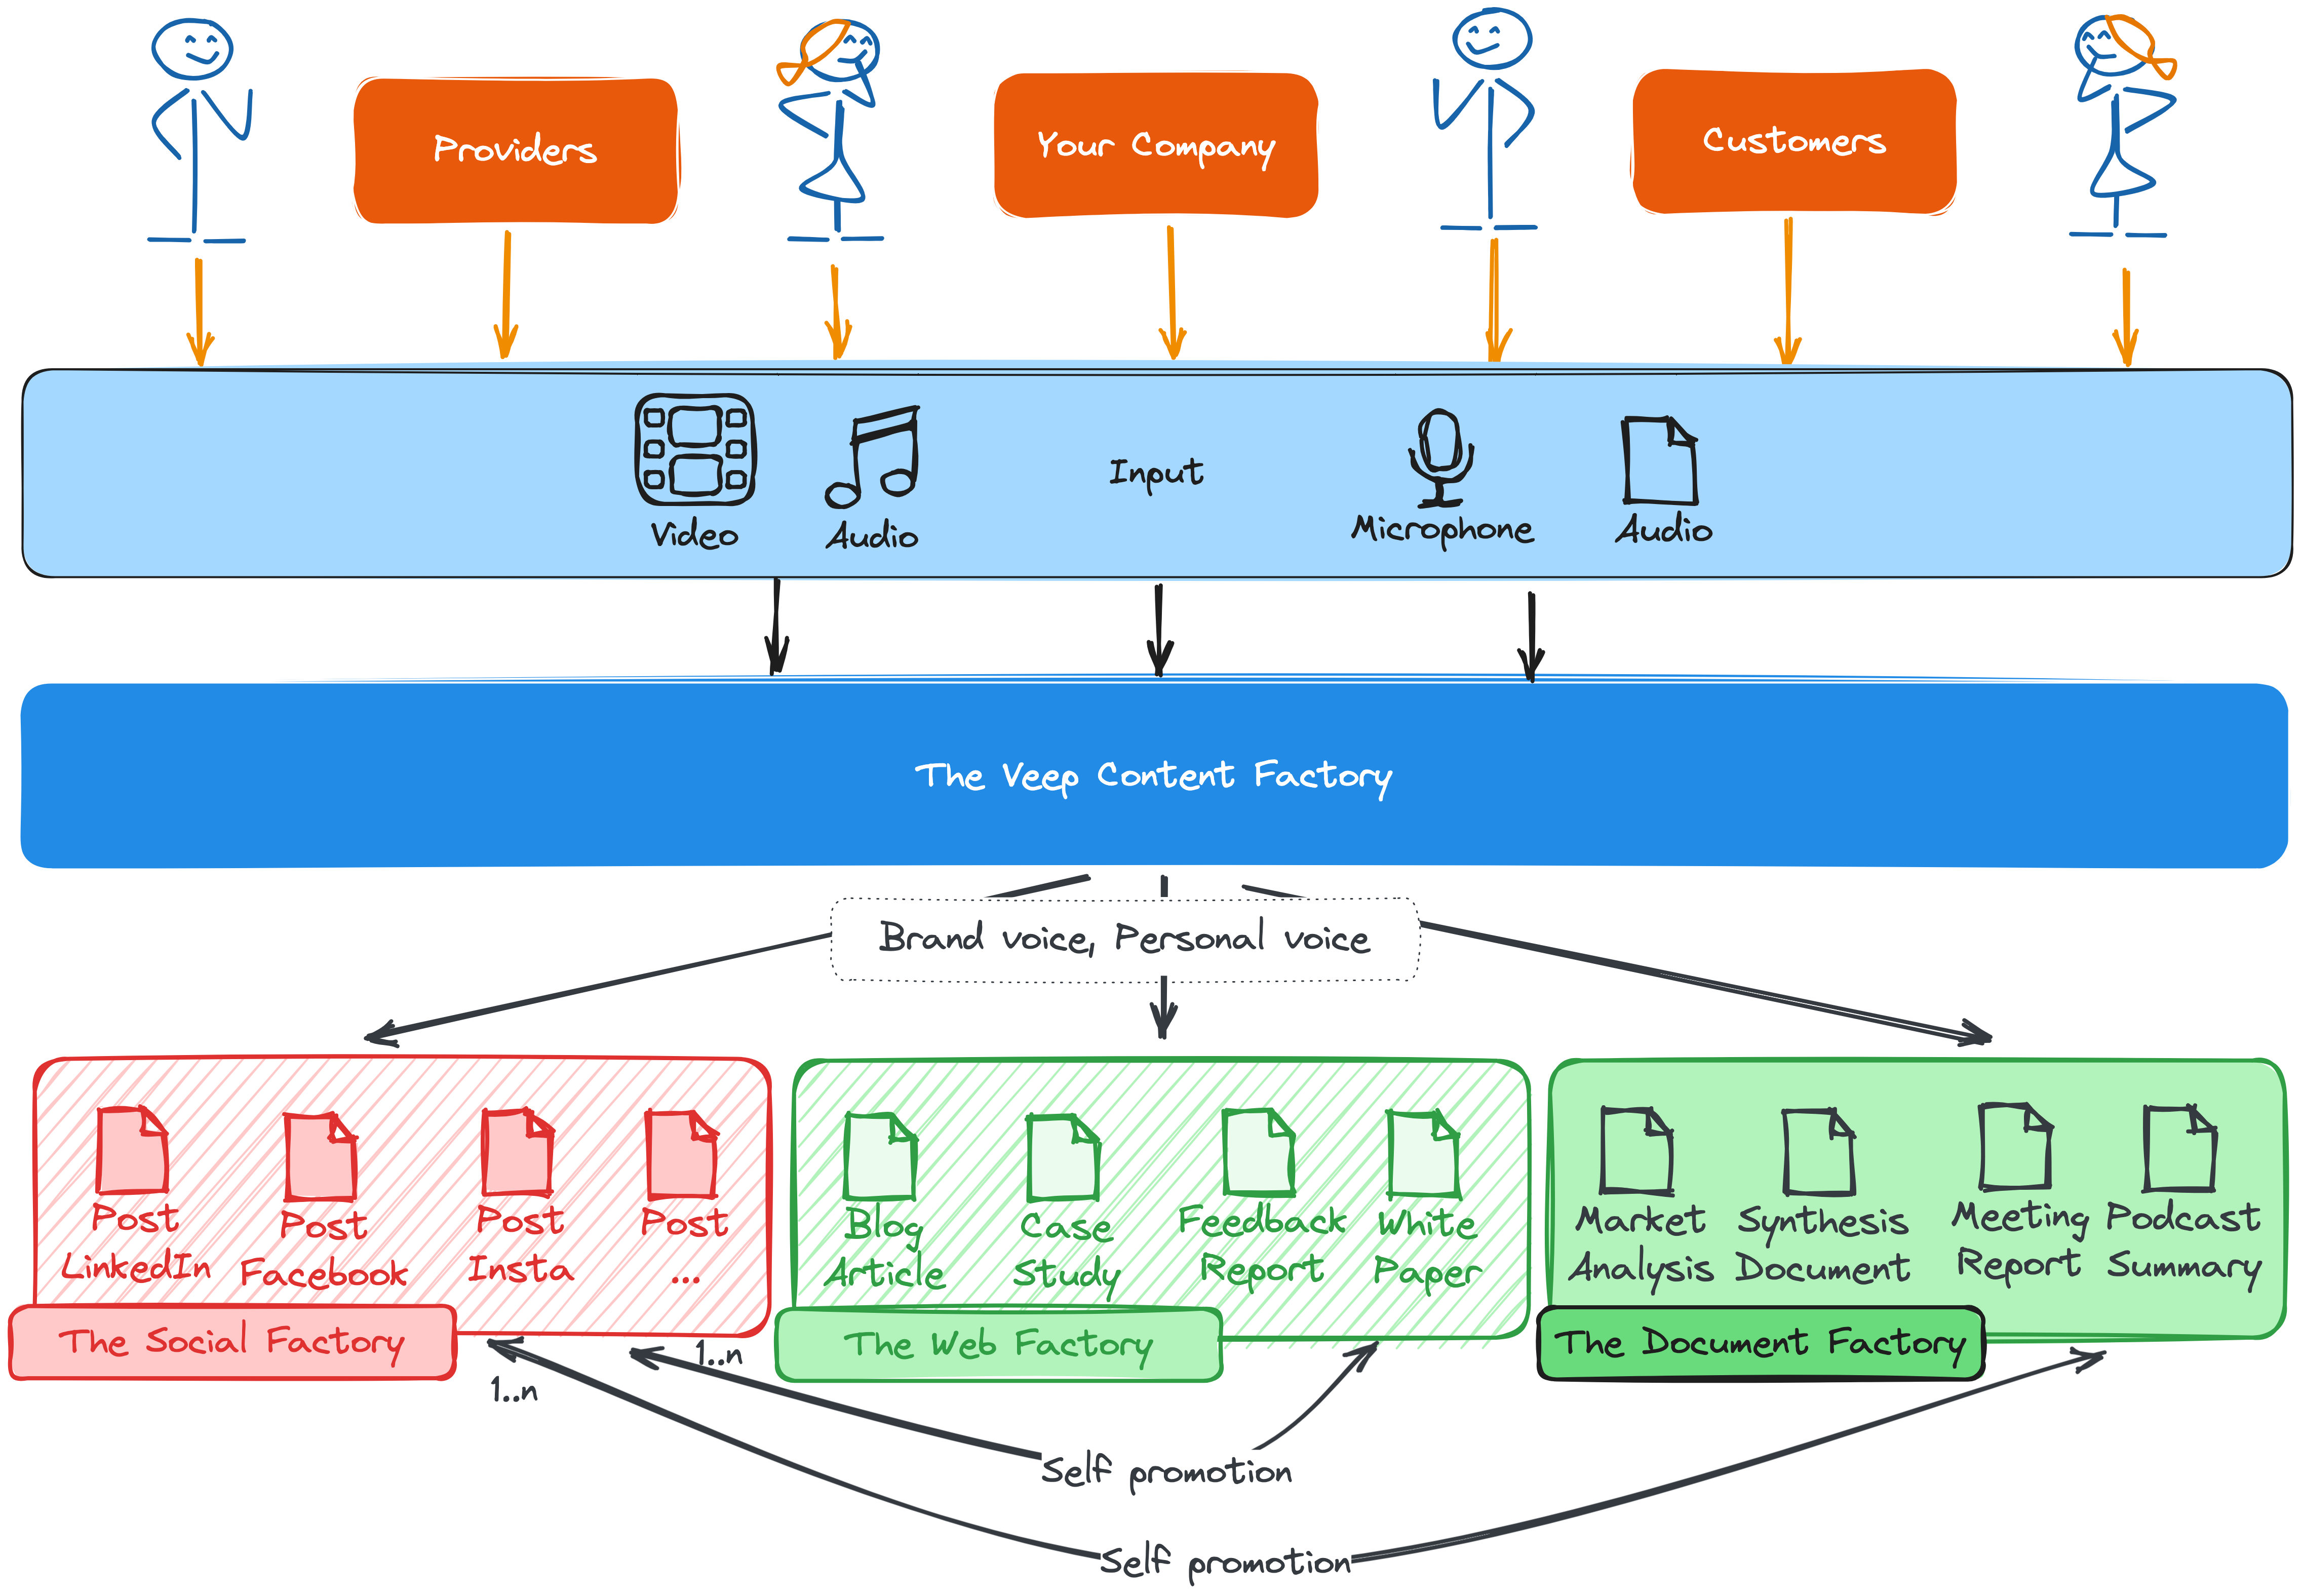 Providers
Your Company
Customers
Video
Audio
Input
Microphone
Audio
The Veep Content Factory
Brand voice, Personal voice
Post
LinkedIn
Post
Facebook
Post
Insta
Post
...
The Social Factory
Blog
Article
Case
Study
Feedback
Report
White
Paper
The Web Factory
Market
Analysis
Synthesis
Document
Meeting
Report
Podcast
Summary
The Document Factory
1..n
1..n
Self promotion
Self promotion